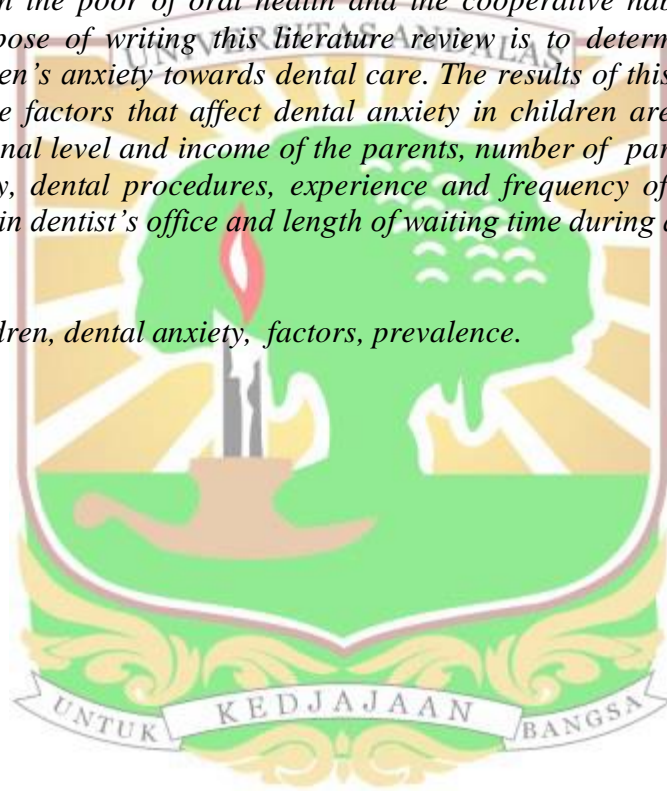 n the poor of oral health and the cooperative hab
pose of writing this literature review is to determ
UNIVERSITAS ANDALAS
en's anxiety towards dental care. The results of this
e factors that affect dental anxiety in children are
nal level and income of the parents, number of par
y, dental procedures, experience and frequency of
in dentist's office and length of waiting time during
dren, dental anxiety, factors, prevalence.
UNTUK KEDJAJAAN BANGSA